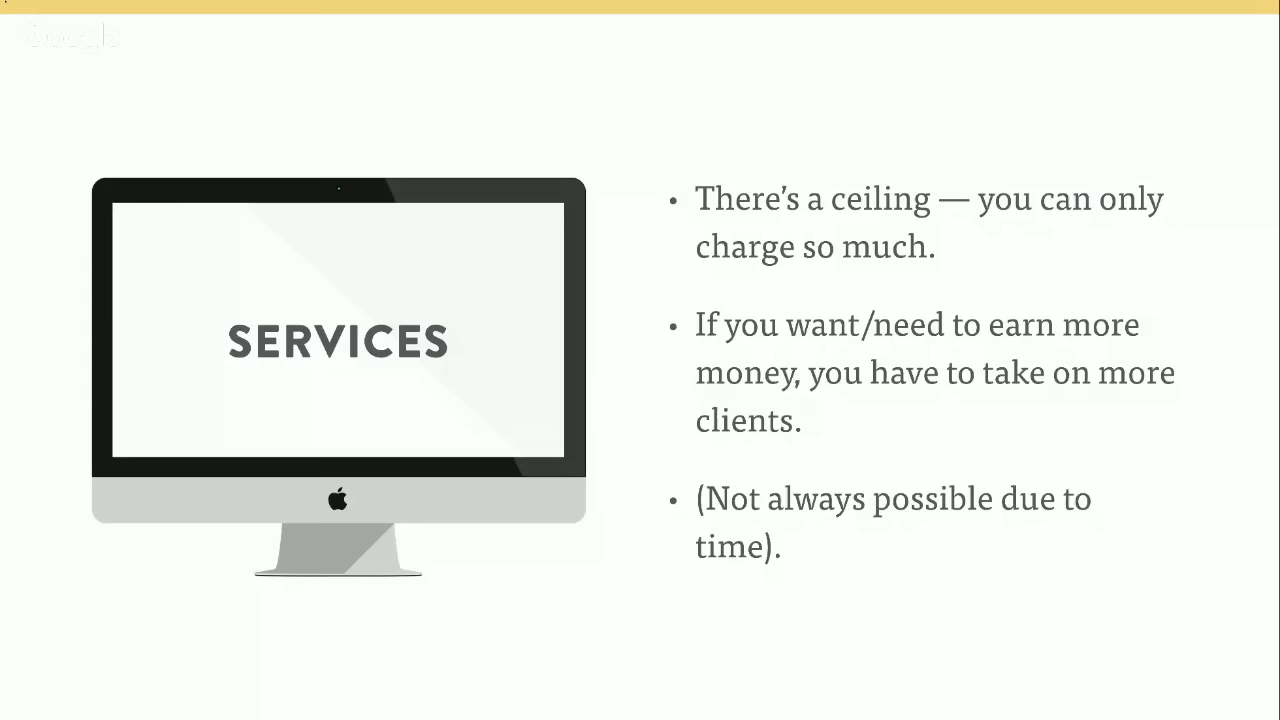 Google
SERVICES
• There’s a ceiling — you can only
charge so much.
• If you want/need to earn more
money, you have to take on more
clients.
• (Not always possible due to
time).